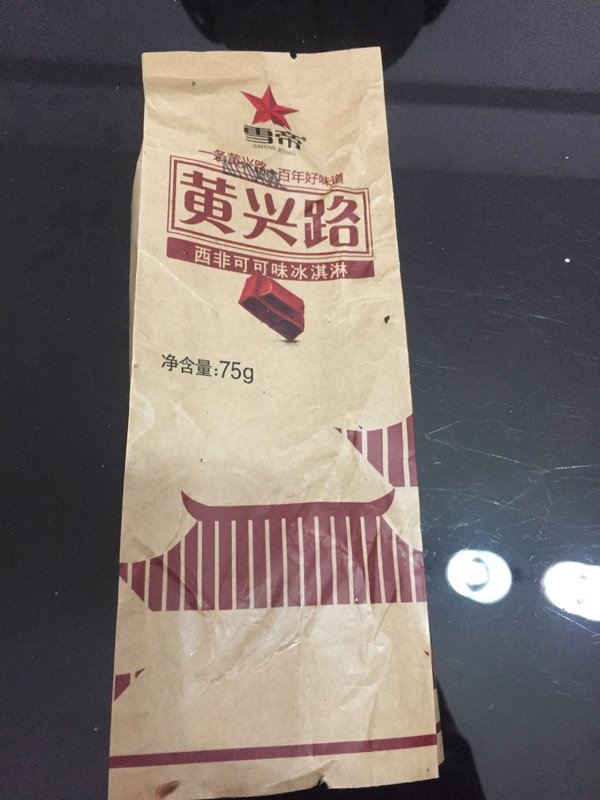 雪帝®
SNOW KING
一条黄兴路·百年好味道
黄兴路
西非可可味冰淇淋
净含量:75g